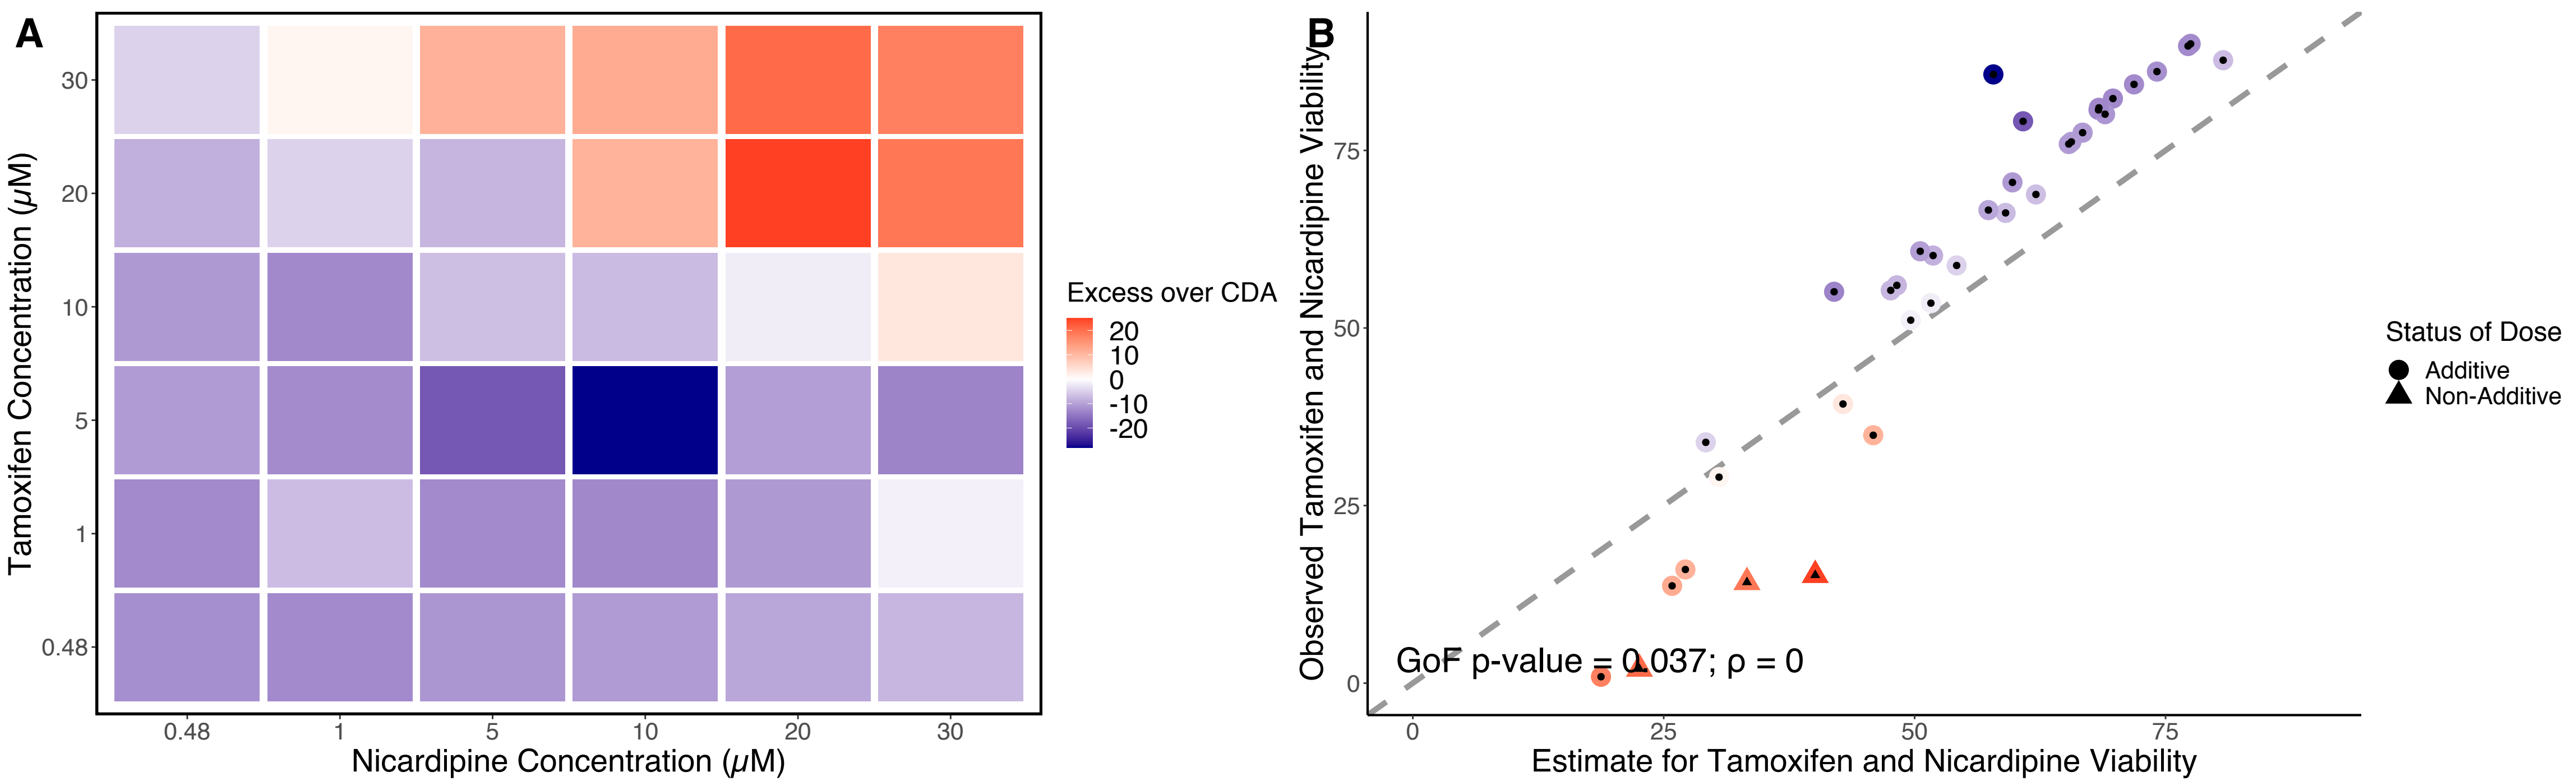 A
Tamoxifen Concentration (µM)
30
20
10
5
1
0.48
0.48 1 5 10 20 30
Nicardipine Concentration (µM)
Excess over CDA
20
10
0
-10
-20
B
Observed Tamoxifen and Nicardipine Viability
75
50
25
0
GoF p-value = 0.037; ρ = 0
0 25 50 75
Estimate for Tamoxifen and Nicardipine Viability
Status of Dose
Additive
Non-Additive